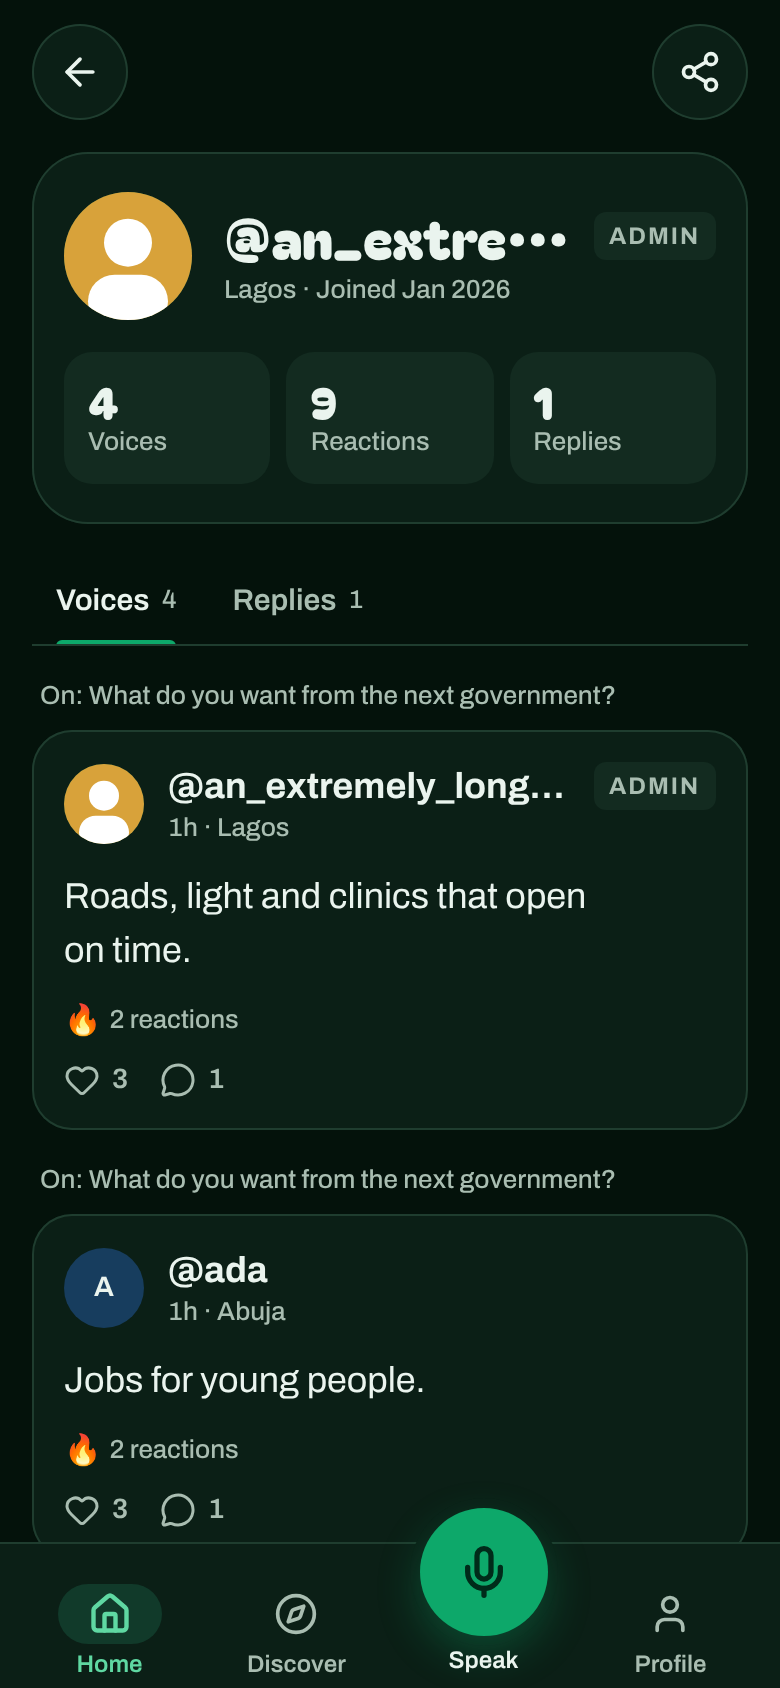 @an_extre...
ADMIN
Lagos · Joined Jan 2026
4
Voices
9
Reactions
1
Replies
Voices 4
Replies 1
On: What do you want from the next government?
@an_extremely_long...
ADMIN
1h · Lagos
Roads, light and clinics that open
on time.
🔥 2 reactions
3
1
On: What do you want from the next government?
A
@ada
1h · Abuja
Jobs for young people.
🔥 2 reactions
3
1
Home
Discover
Speak
Profile